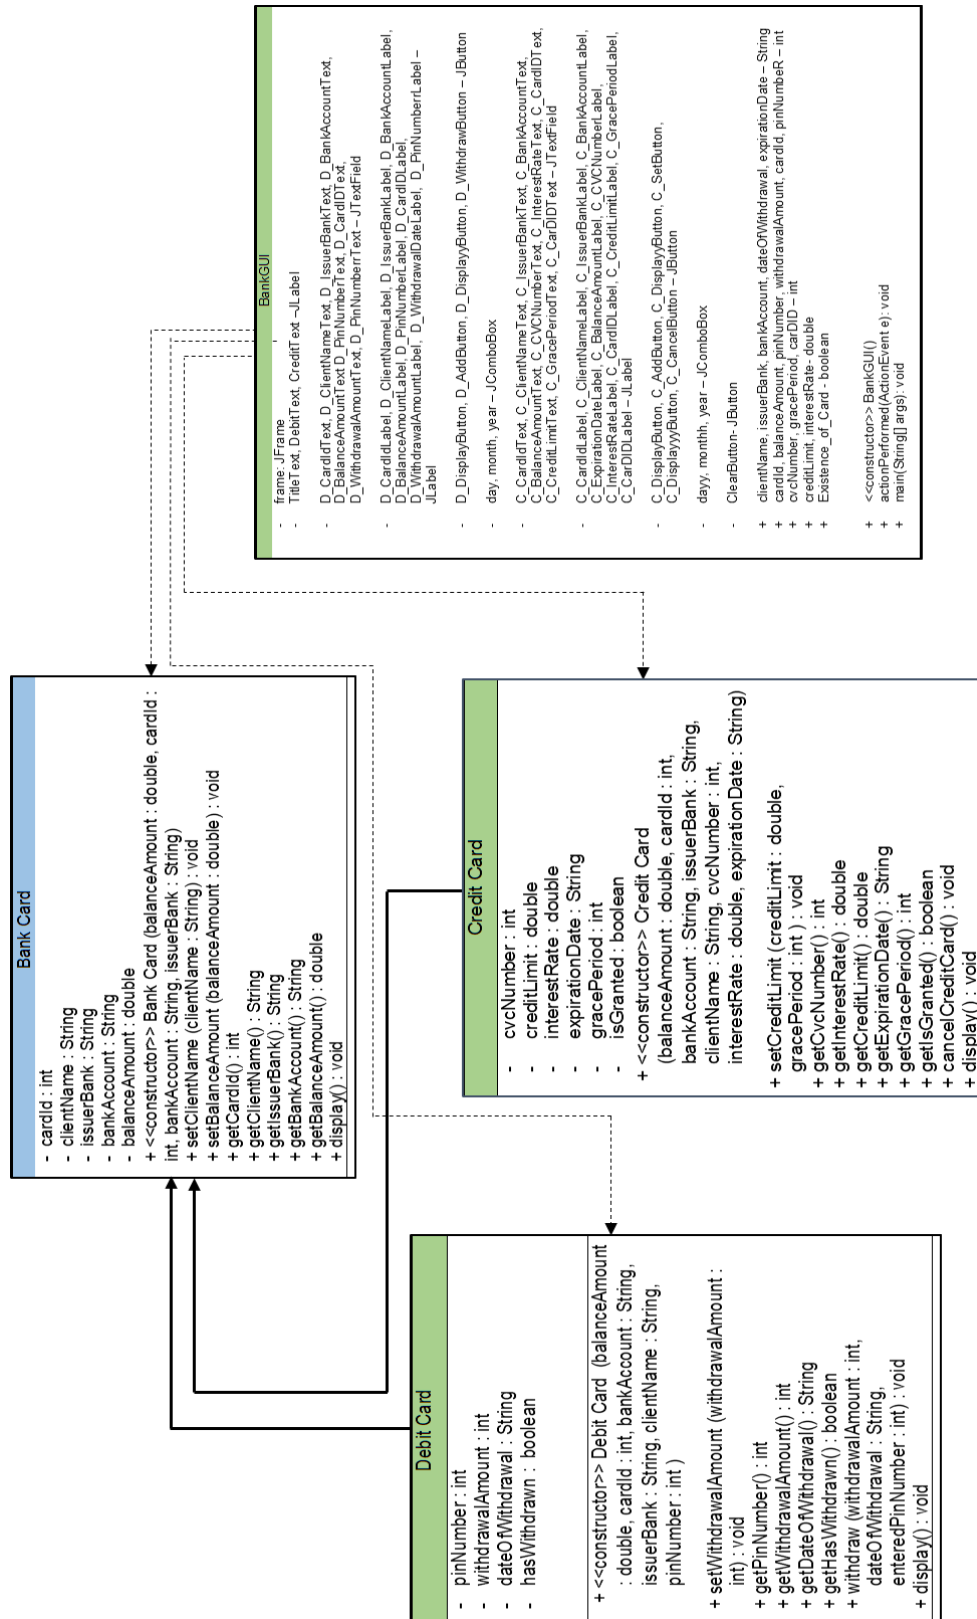 Bank Card
- cardId : int
- clientName : String
- issuerBank : String
- bankAccount : String
- balanceAmount : double
+ <<constructor>> Bank Card (balanceAmount : double, cardId :
int, bankAccount : String, issuerBank : String)
+ setClientName (clientName : String) : void
+ setBalanceAmount (balanceAmount : double) : void
+ getCardId() : int
+ getClientName() : String
+ getIssuerBank() : String
+ getBankAccount() : String
+ getBalanceAmount() : double
+ display() : void
Debit Card
- pinNumber : int
- withdrawalAmount : int
- dateOfWithdrawal : String
- hasWithdrawn : boolean
+ <<constructor>> Debit Card (balanceAmount
: double, cardId : int, bankAccount : String,
issuerBank : String, clientName : String,
pinNumber : int )
+ setWithdrawalAmount (withdrawalAmount :
int) : void
+ getPinNumber() : int
+ getWithdrawalAmount() : int
+ getDateOfWithdrawal() : String
+ getHasWithdrawn() : boolean
+ withdraw (withdrawalAmount : int,
dateOfWithdrawal : String,
enteredPinNumber : int) : void
+ display() : void
Credit Card
- cvcNumber : int
- creditLimit : double
- interestRate : double
- expirationDate : String
- gracePeriod : int
- isGranted : boolean
+ <<constructor>> Credit Card
(balanceAmount : double, cardId : int,
bankAccount : String, issuerBank : String,
clientName : String, cvcNumber : int,
interestRate : double, expirationDate : String)
+ setCreditLimit (creditLimit : double,
gracePeriod : int ) : void
+ getCvcNumber() : int
+ getInterestRate() : double
+ getCreditLimit() : double
+ getExpirationDate() : String
+ getGracePeriod() : int
+ getIsGranted() : boolean
+ cancelCreditCard() : void
+ display() : void
BankGUI
- frame: JFrame
- TitleText, DebitText, CreditText –JLabel
- D_CardIdText, D_ClientNameText, D_IssuerBankText, D_BankAccountText,
D_BalanceAmountText D_PinNumberText, D_CardIDText,
D_WithdrawalAmountText, D_PinNumberrText – JTextField
- D_CardIdLabel, D_ClientNameLabel, D_IssuerBankLabel, D_BankAccountLabel,
D_BalanceAmountLabel, D_PinNumberLabel, D_CardIDLabel,
D_WithdrawalAmountLabel, D_WithdrawalDateLabel, D_PinNumberrLabel –
JLabel
- D_DisplayButton, D_AddButton, D_DisplayyButton, D_WithdrawButton – JButton
- day, month, year – JComboBox
- C_CardIdText, C_ClientNameText, C_IssuerBankText, C_BankAccountText,
C_BalanceAmountText, C_CVCNumberText, C_InterestRateText, C_CardIDText,
C_CreditLimitText, C_GracePeriodText, C_CarDIDText – JTextField
- C_CardIdLabel, C_ClientNameLabel, C_IssuerBankLabel, C_BankAccountLabel,
C_ExpirationDateLabel, C_BalanceAmountLabel, C_CVCNumberLabel,
C_InterestRateLabel, C_CardIDLabel, C_CreditLimitLabel, C_GracePeriodLabel,
C_CarDIDLabel – JLabel
- C_DisplayButton, C_AddButton, C_DisplayyButton, C_SetButton,
C_DisplayyyButton, C_CancelButton – JButton
- dayy, monthh, year – JComboBox
- ClearButton- JButton
+ clientName, issuerBank, bankAccount, dateOfWithdrawal, expirationDate – String
+ cardId, balanceAmount, pinNumber, withdrawalAmount, cardId, pinNumbeR – int
+ cvcNumber, gracePeriod, carDID – int
+ creditLimit, interestRate- double
+ Existence_of_Card - boolean
+ <<constructor>> BankGUI()
+ actionPerformed(ActionEvent e): void
+ main(String[] args): void